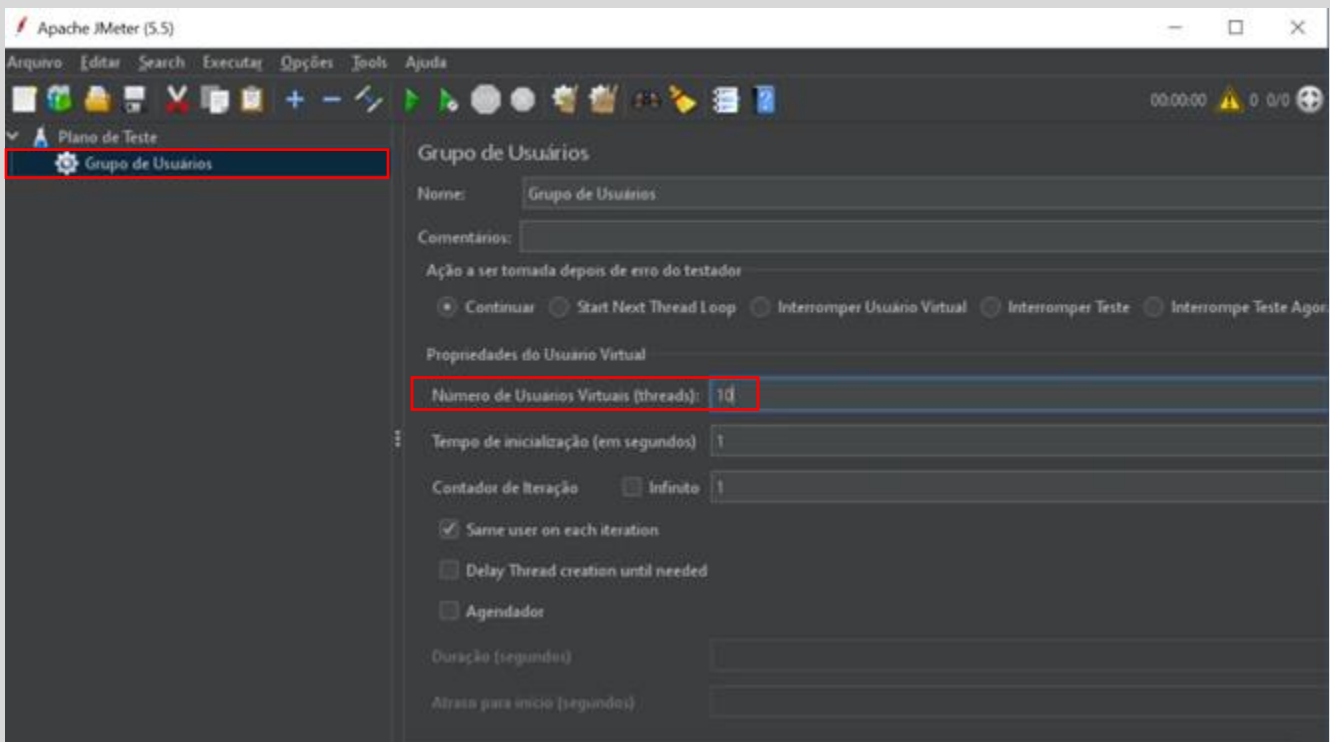 Apache JMeter (5.5)
Arquivo Editar Search Executar Opções Tools Ajuda
00:00:00 0 0/0
Plano de Teste
Grupo de Usuários
Grupo de Usuários
Nome: Grupo de Usuários
Comentários:
Ação a ser tomada depois de erro do testador
Continuar Start Next Thread Loop Interromper Usuário Virtual Interromper Teste Interrompe Teste Agor
Propriedades do Usuário Virtual
Número de Usuários Virtuais (threads): 10
Tempo de inicialização (em segundos) 1
Contador de Iteração Infinito 1
Same user on each iteration
Delay Thread creation until needed
Agendador
Duração (segundos)
Atraso para início (segundos)